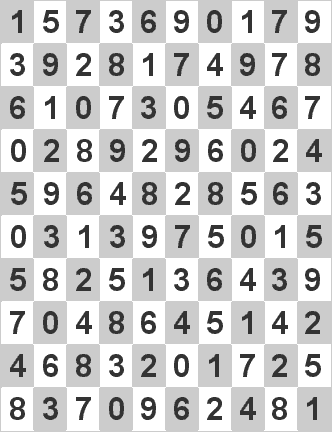 1 5 7 3 6 9 0 1 7 9
3 9 2 8 1 7 4 9 7 8
6 1 0 7 3 0 5 4 6 7
0 2 8 9 2 9 6 0 2 4
5 9 6 4 8 2 8 5 6 3
0 3 1 3 9 7 5 0 1 5
5 8 2 5 1 3 6 4 3 9
7 0 4 8 6 4 5 1 4 2
4 6 8 3 2 0 1 7 2 5
8 3 7 0 9 6 2 4 8 1